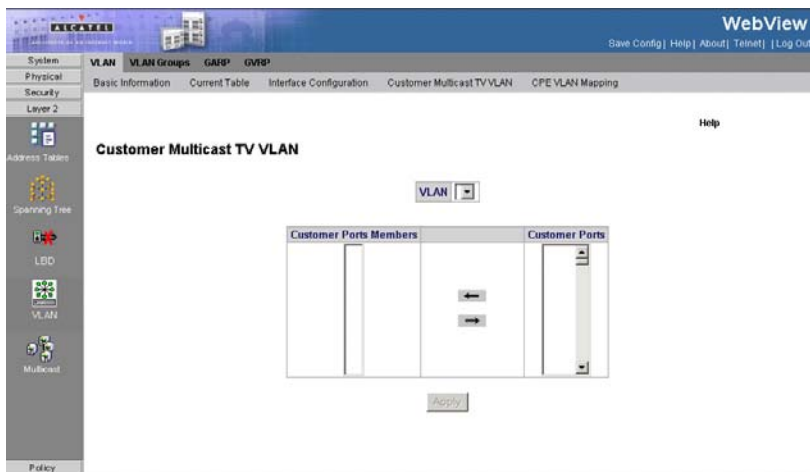 ALCATEL
WebView
Save Config| Help| About| Telnet| |Log Out
System
Physical
Security
Layer 2
Address Tables
Spanning Tree
LBD
VLAN
Multicast
Policy
VLAN VLAN Groups GARP GVRP
Basic Information Current Table Interface Configuration Customer Multicast TV VLAN CPE VLAN Mapping
Help
Customer Multicast TV VLAN
VLAN
Customer Ports Members Customer Ports
Apply